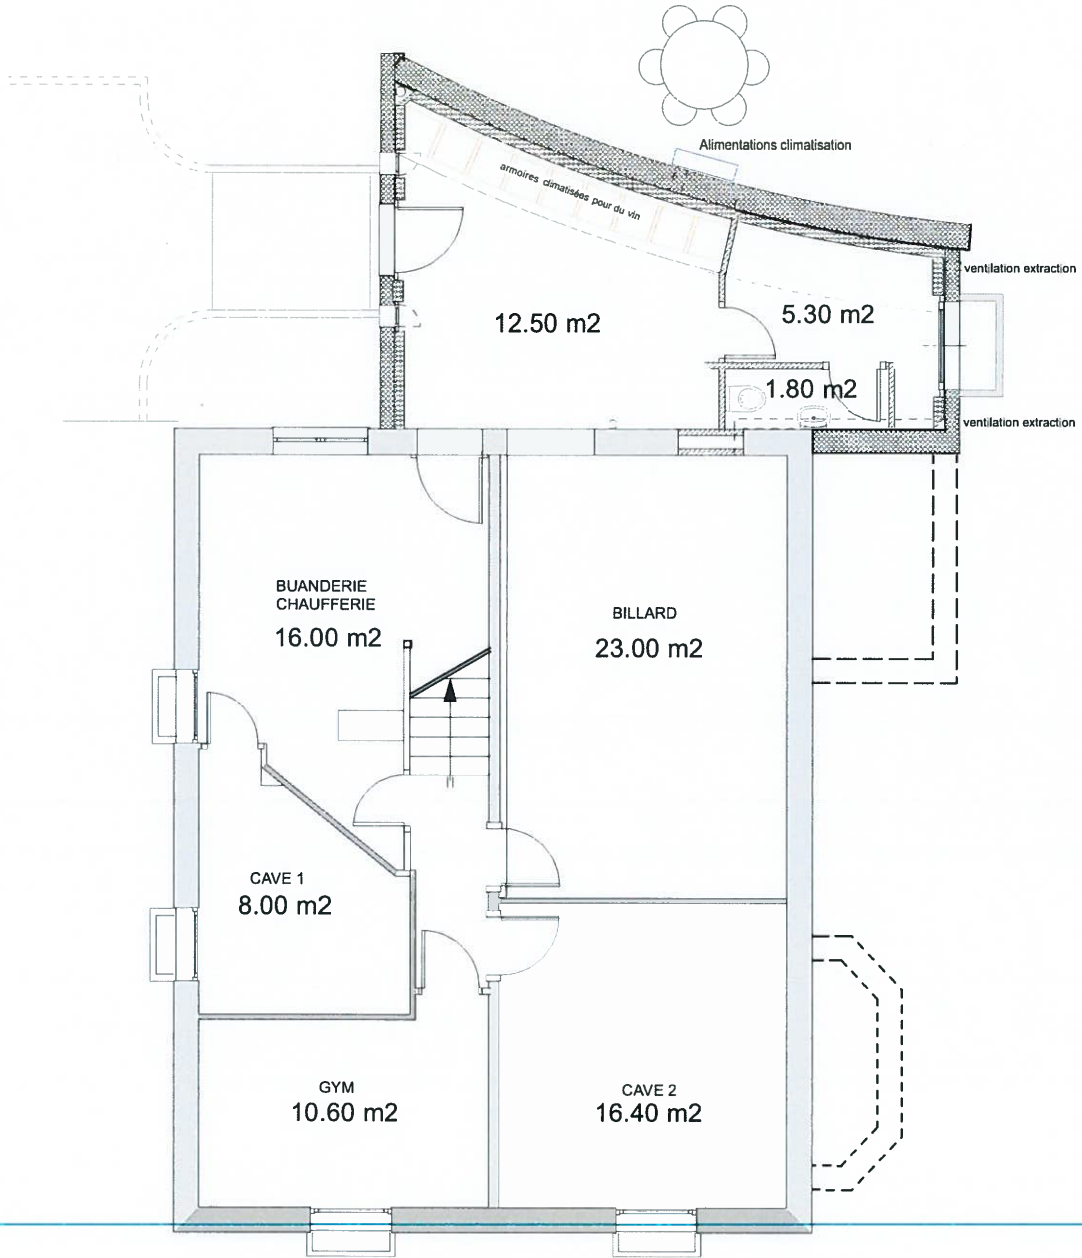 Alimentations climatisation
armoires climatisées pour du vin
ventilation extraction
12.50 m2
5.30 m2
1.80 m2
ventilation extraction
BUANDERIE
CHAUFFERIE
16.00 m2
BILLARD
23.00 m2
CAVE 1
8.00 m2
GYM
10.60 m2
CAVE 2
16.40 m2